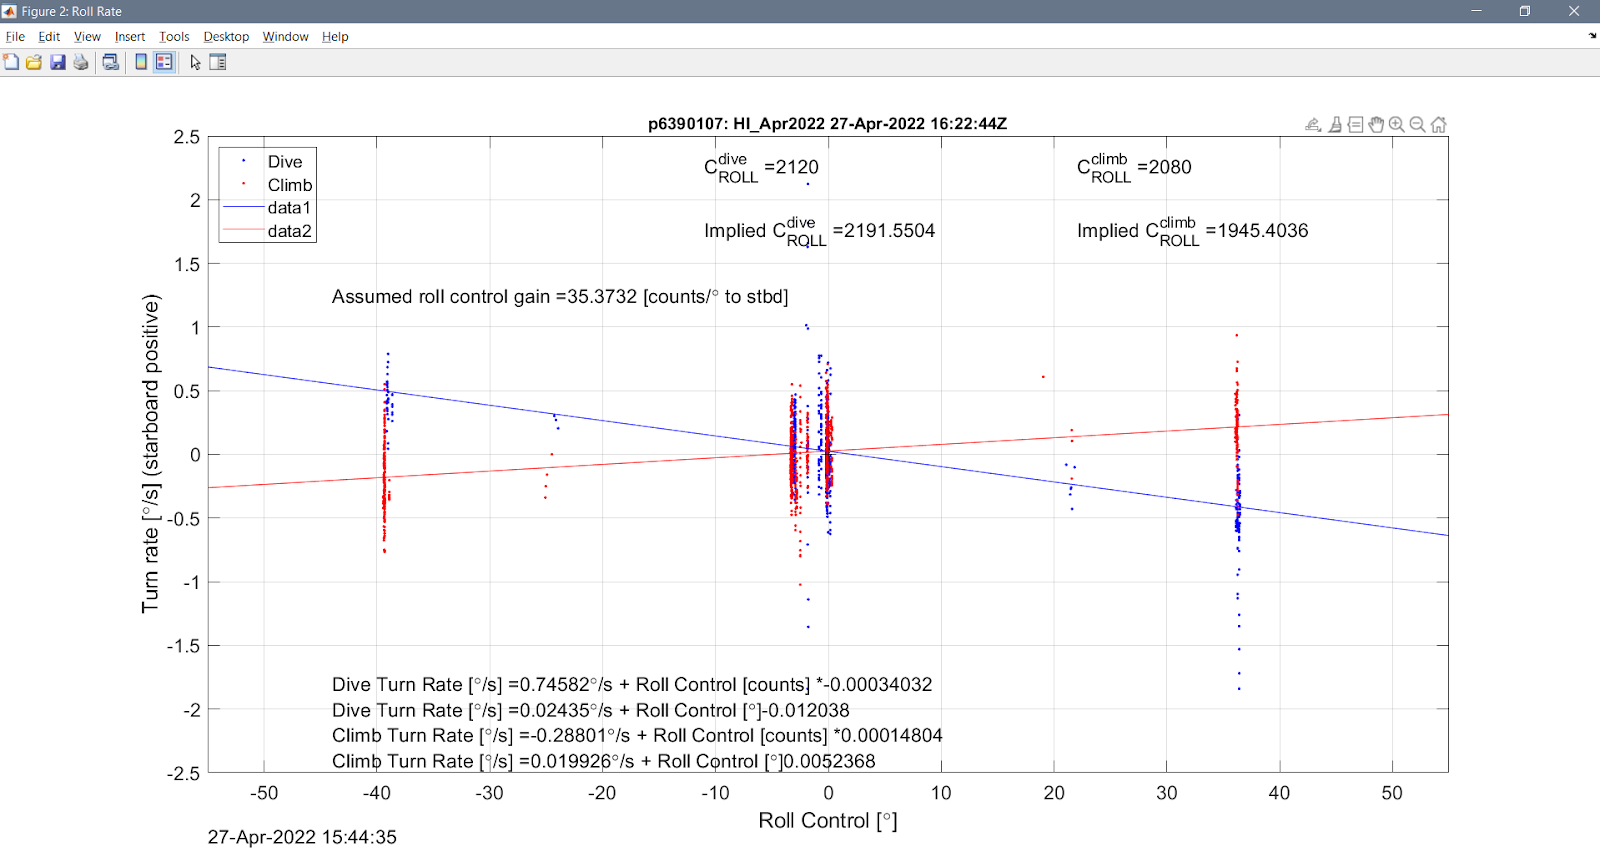 Figure 2: Roll Rate
File Edit View Insert Tools Desktop Window Help
p6390107: HI_Apr2022 27-Apr-2022 16:22:44Z
Dive
Climb
data1
data2
C dive ROLL =2120
C climb ROLL =2080
Implied C dive ROLL =2191.5504
Implied C climb ROLL =1945.4036
Assumed roll control gain =35.3732 [counts/° to stbd]
Turn rate [°/s] (starboard positive)
2.5
2
1.5
1
0.5
0
-0.5
-1
-1.5
-2
-2.5
Dive Turn Rate [°/s] =0.74582°/s + Roll Control [counts] *-0.00034032
Dive Turn Rate [°/s] =0.02435°/s + Roll Control [°]-0.012038
Climb Turn Rate [°/s] =-0.28801°/s + Roll Control [counts] *0.00014804
Climb Turn Rate [°/s] =0.019926°/s + Roll Control [°]0.0052368
-50 -40 -30 -20 -10 0 10 20 30 40 50
Roll Control [°]
27-Apr-2022 15:44:35